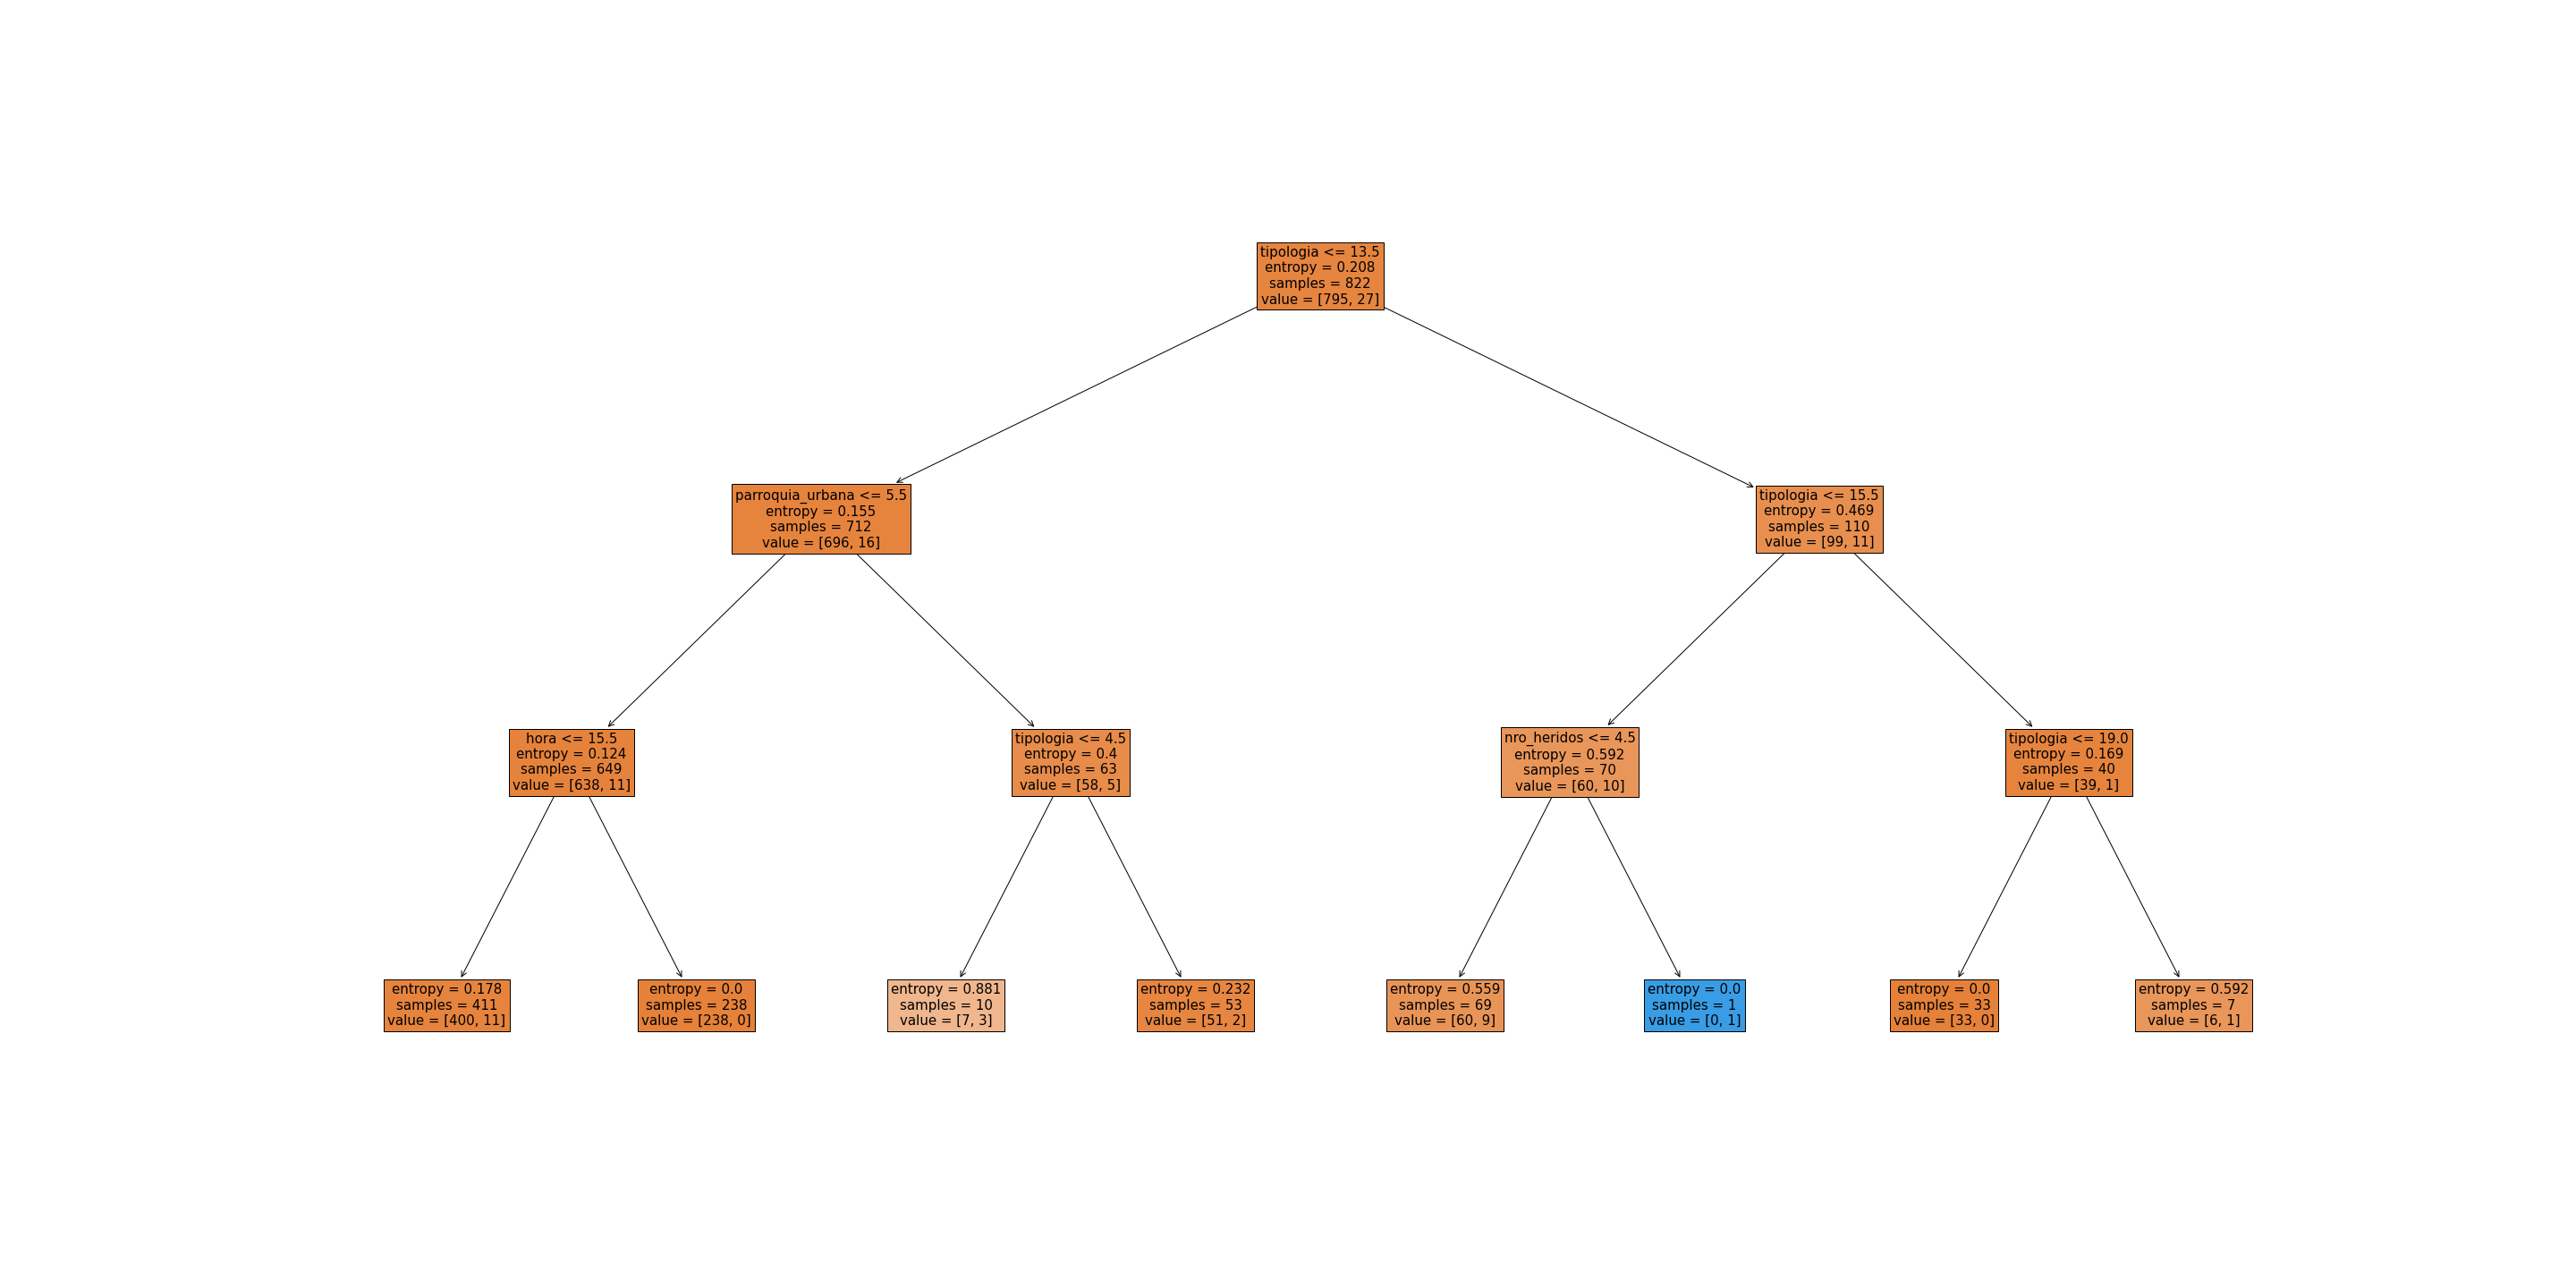 tipologia <= 13.5
entropy = 0.208
samples = 822
value = [795, 27]
parroquia_urbana <= 5.5
entropy = 0.155
samples = 712
value = [696, 16]
tipologia <= 15.5
entropy = 0.469
samples = 110
value = [99, 11]
hora <= 15.5
entropy = 0.124
samples = 649
value = [638, 11]
tipologia <= 4.5
entropy = 0.4
samples = 63
value = [58, 5]
nro_heridos <= 4.5
entropy = 0.592
samples = 70
value = [60, 10]
tipologia <= 19.0
entropy = 0.169
samples = 40
value = [39, 1]
entropy = 0.178
samples = 411
value = [400, 11]
entropy = 0.0
samples = 238
value = [238, 0]
entropy = 0.881
samples = 10
value = [7, 3]
entropy = 0.232
samples = 53
value = [51, 2]
entropy = 0.559
samples = 69
value = [60, 9]
entropy = 0.0
samples = 1
value = [0, 1]
entropy = 0.0
samples = 33
value = [33, 0]
entropy = 0.592
samples = 7
value = [6, 1]